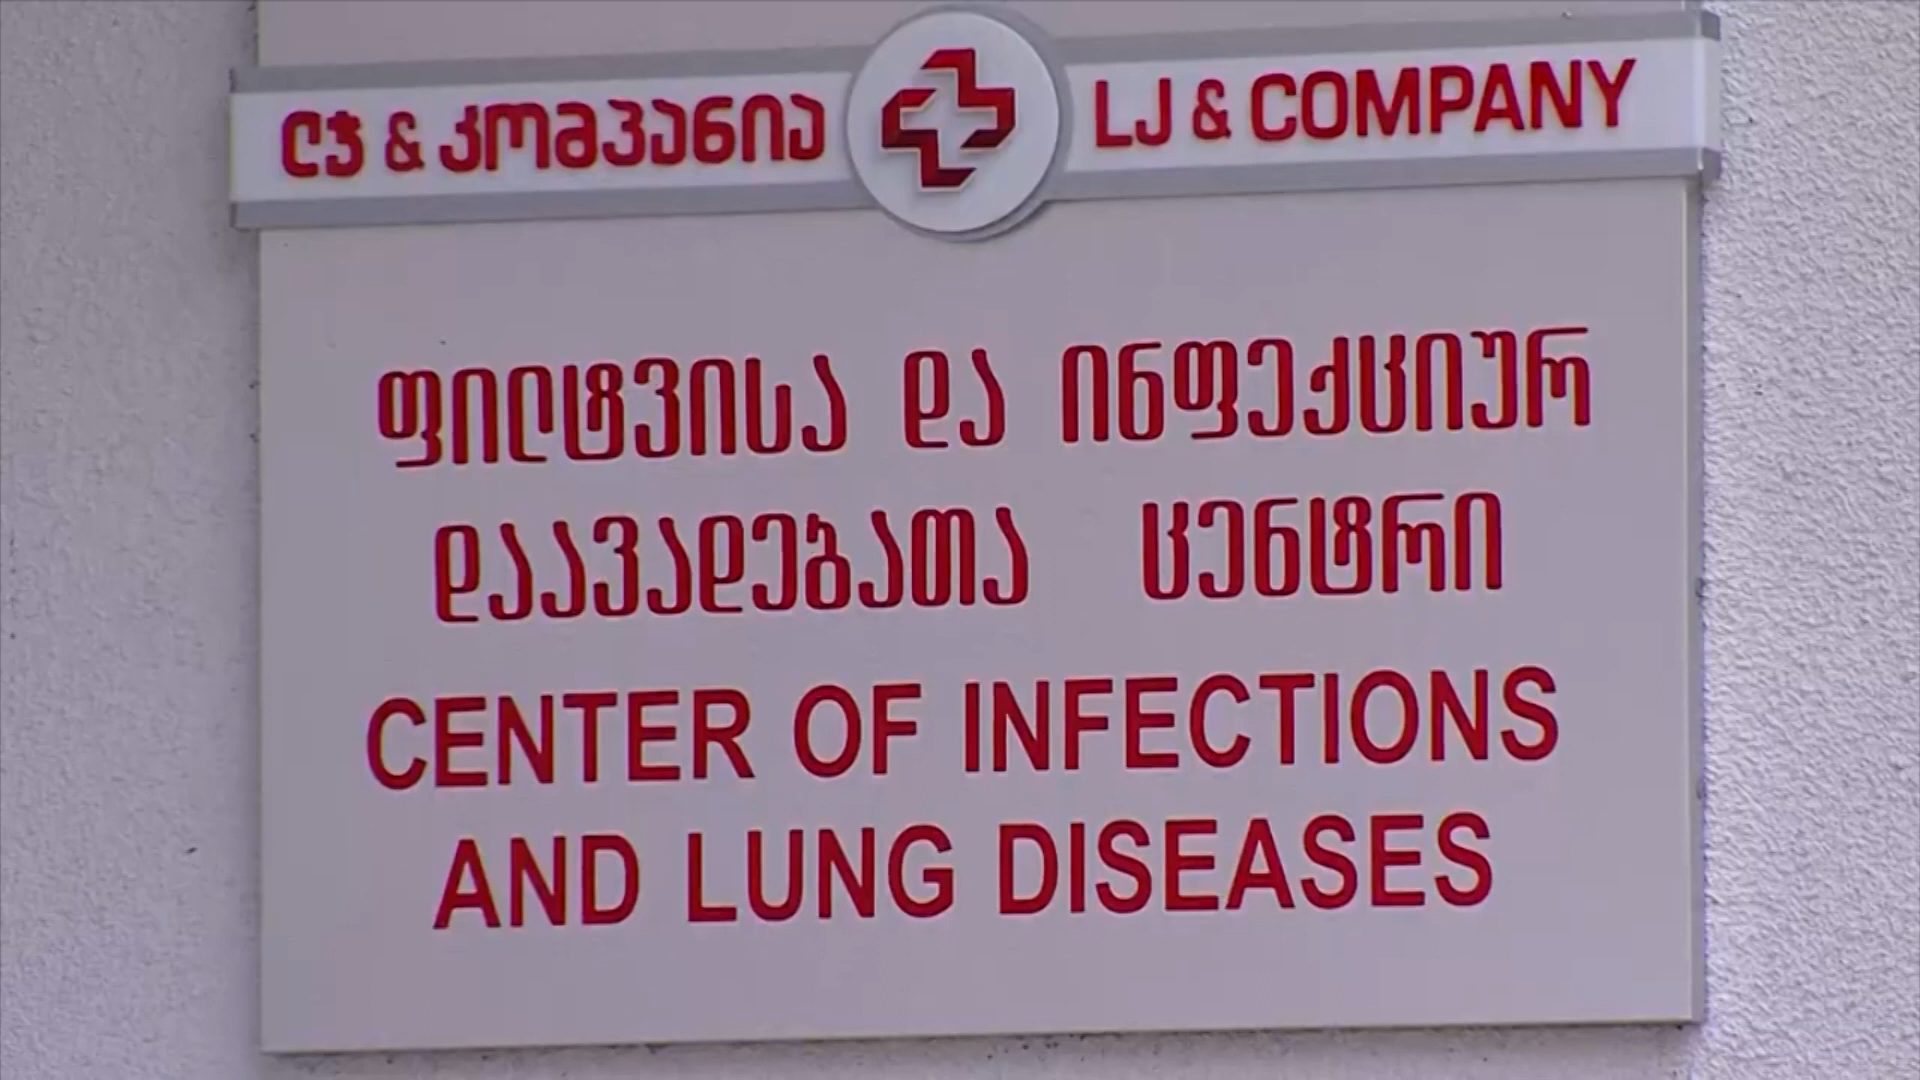 ლჯ & კომპანია LJ & COMPANY
ფილტვისა და ინფექციურ
დაავადებათა ცენტრი
CENTER OF INFECTIONS
AND LUNG DISEASES